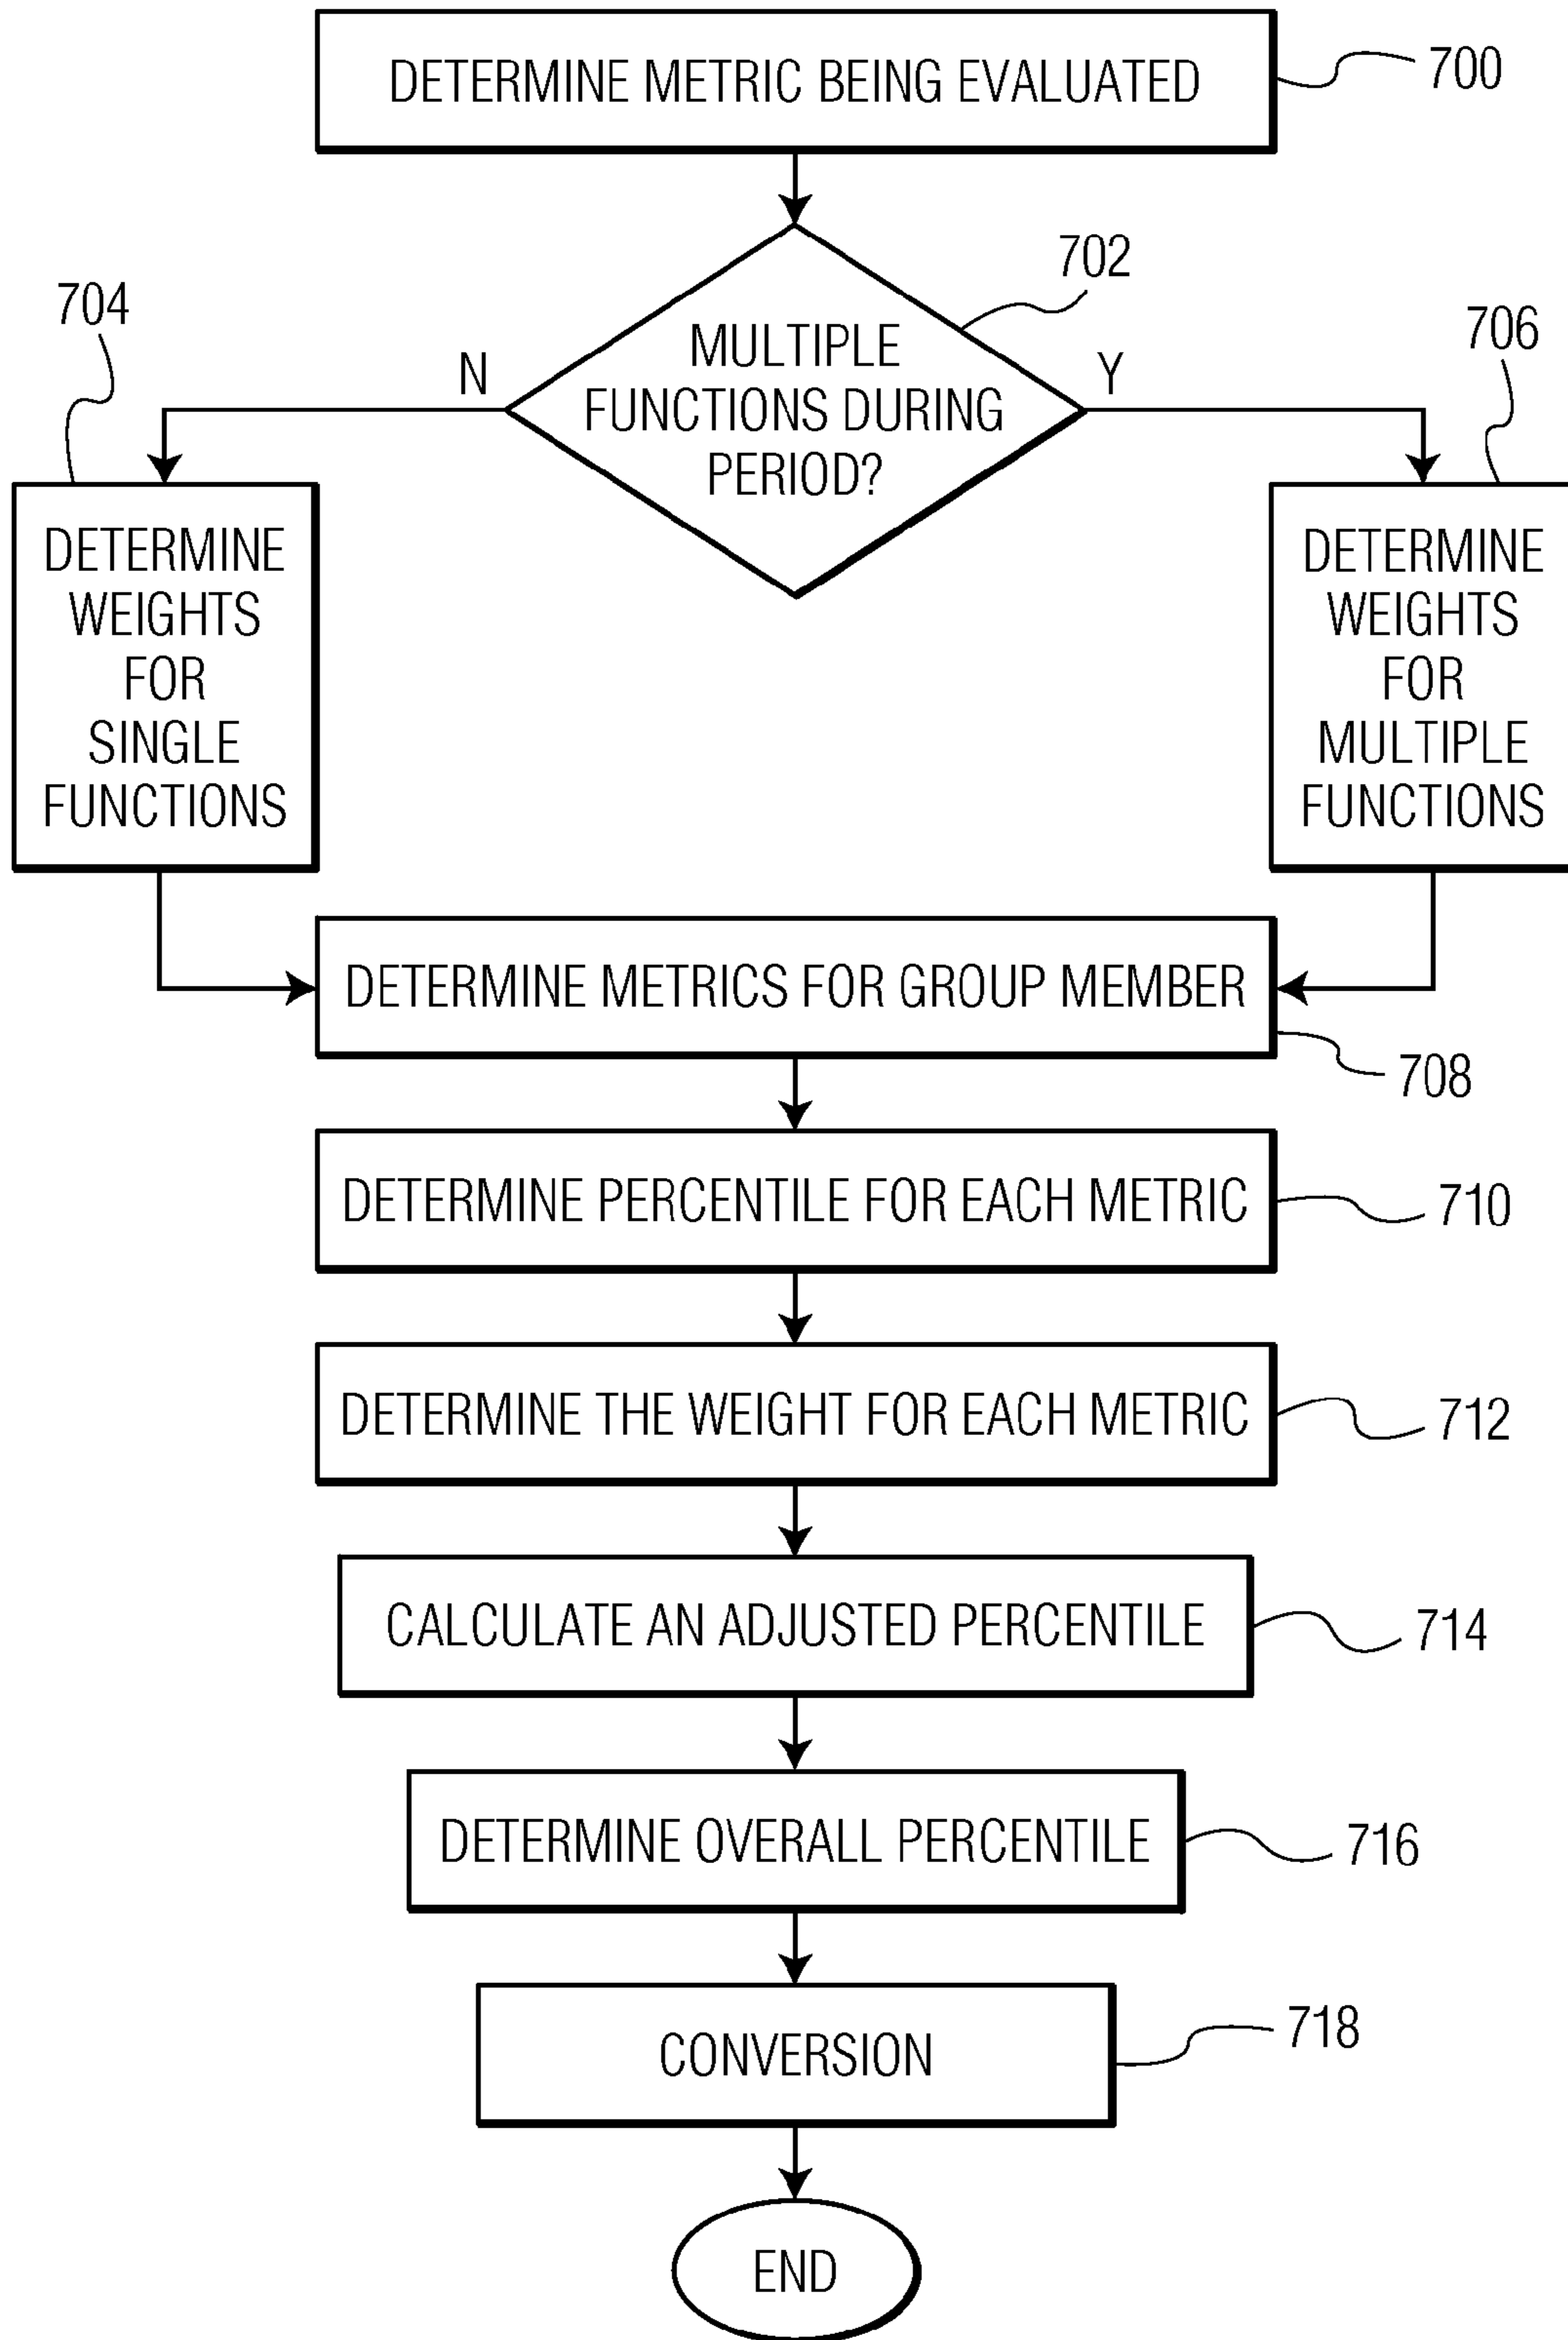 DETERMINE METRIC BEING EVALUATED
700
702
704
706
N
MULTIPLE
FUNCTIONS DURING
PERIOD?
Y
DETERMINE
WEIGHTS
FOR
SINGLE
FUNCTIONS
DETERMINE
WEIGHTS
FOR
MULTIPLE
FUNCTIONS
DETERMINE METRICS FOR GROUP MEMBER
708
DETERMINE PERCENTILE FOR EACH METRIC
710
DETERMINE THE WEIGHT FOR EACH METRIC
712
CALCULATE AN ADJUSTED PERCENTILE
714
DETERMINE OVERALL PERCENTILE
716
CONVERSION
718
END